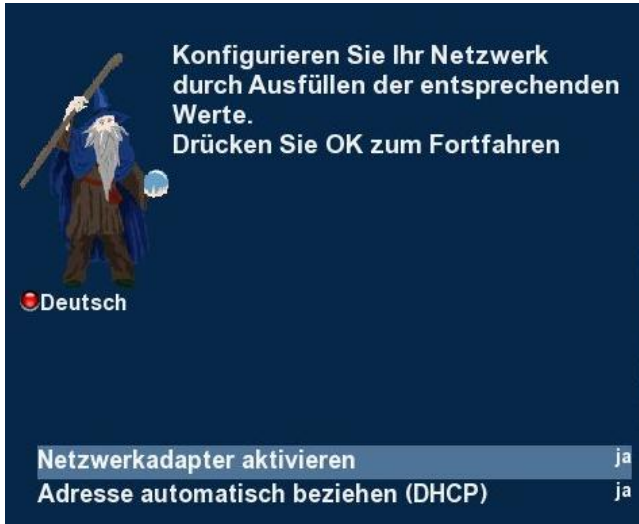 Konfigurieren Sie Ihr Netzwerk
durch Ausfüllen der entsprechenden
Werte.
Drücken Sie OK zum Fortfahren
Deutsch
Netzwerkadapter aktivieren ja
Adresse automatisch beziehen (DHCP) ja